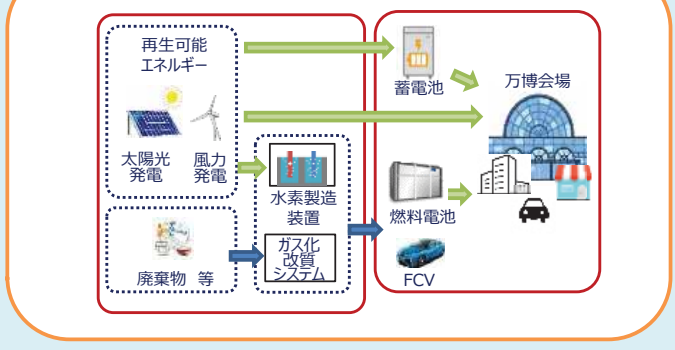 再生可能
エネルギー
太陽光
発電
風力
発電
廃棄物 等
水素製造
装置
ガス化
改質
システム
蓄電池
燃料電池
FCV
万博会場